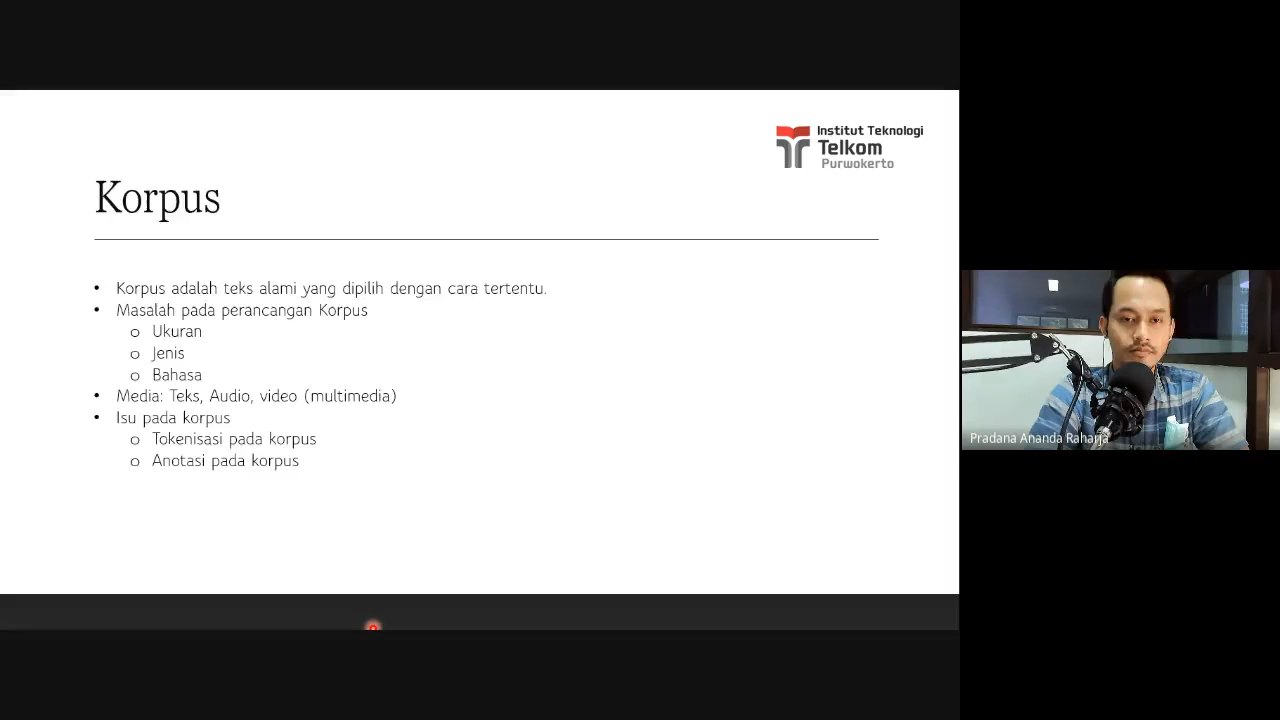 Institut Teknologi
Telkom
Purwokerto
Korpus
• Korpus adalah teks alami yang dipilih dengan cara tertentu.
• Masalah pada perancangan Korpus
o Ukuran
o Jenis
o Bahasa
• Media: Teks, Audio, video (multimedia)
• Isu pada korpus
o Tokenisasi pada korpus
o Anotasi pada korpus
Pradana Ananda Raharja